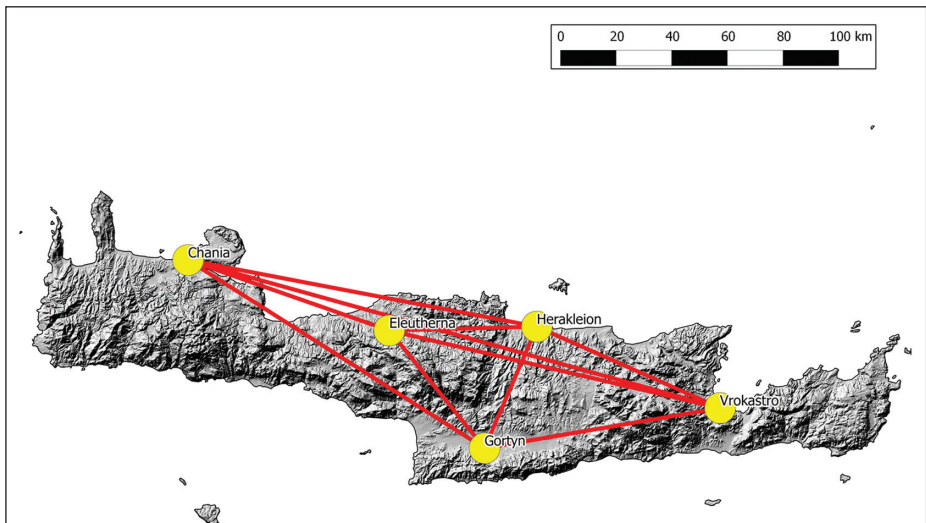 0 20 40 60 80 100 km
Chania
Eleutherna
Herakleion
Vrokastro
Gortyn